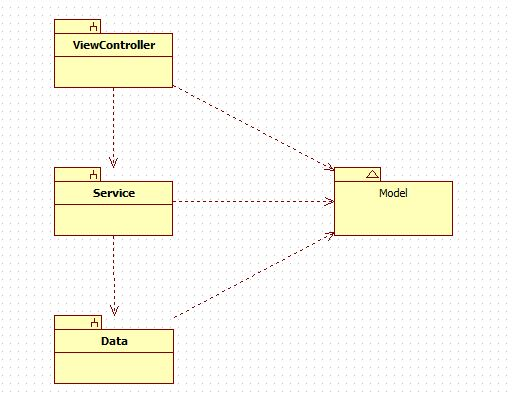 ViewController
Service
Model
Data